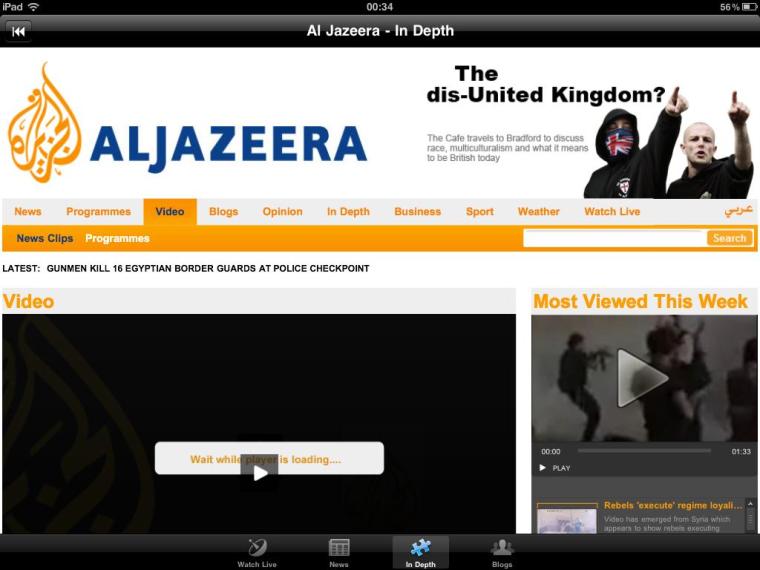 iPad 00:34 56%
Al Jazeera - In Depth
الجزيرة
ALJAZEERA
The
dis-United Kingdom?
The Cafe travels to Bradford to discuss
race, multiculturalism and what it means
to be British today
News Programmes Video Blogs Opinion In Depth Business Sport Weather Watch Live عربي
News Clips Programmes Search
LATEST: GUNMEN KILL 16 EGYPTIAN BORDER GUARDS AT POLICE CHECKPOINT
Video
Most Viewed This Week
Wait while player is loading....
00:00 01:33
PLAY
Rebels 'execute' regime loyali...
Video has emerged from Syria which
appears to show rebels executing
Watch Live News In Depth Blogs